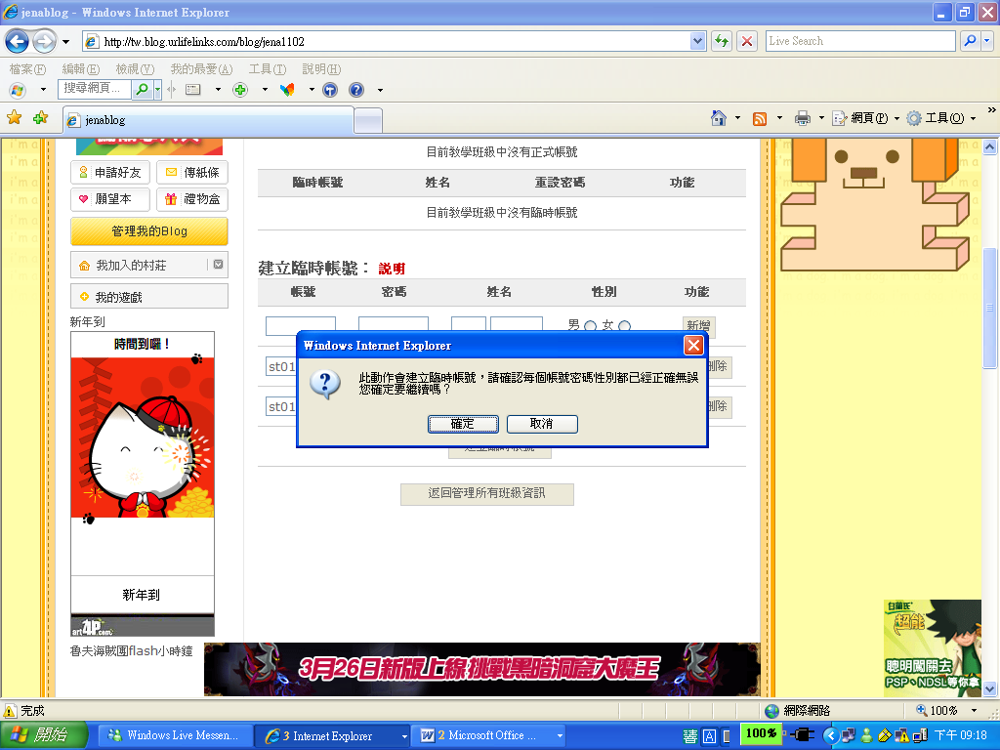 jenablog - Windows Internet Explorer
http://tw.blog.urlifelinks.com/blog/jena1102
Live Search
檔案(F) 編輯(E) 檢視(V) 我的最愛(A) 工具(T) 說明(H)
搜尋網頁...
jenablog
網頁(P) 工具(O)
目前教學班級中沒有正式帳號
申請好友 傳紙條
臨時帳號 姓名 重設密碼 功能
願望本 禮物盒
目前教學班級中沒有臨時帳號
管理我的Blog
我加入的村莊
建立臨時帳號： 說明
我的遊戲
帳號 密碼 姓名 性別 功能
新年到
男 女 新增
時間到囉！
Windows Internet Explorer
st01
刪除
此動作會建立臨時帳號，請確認每個帳號密碼性別都已經正確無誤
您確定要繼續嗎？
st01
刪除
確定 取消
建立臨時帳號
返回管理所有班級資訊
新年到
art4P.com
魯夫海賊團flash小時鐘
3月26日新版上線 挑戰黑暗洞窟大魔王
白蘭氏
超能
聰明闖關去
PSP、NDSL等你拿
完成
網際網路
100%
開始
Windows Live Messen...
3 Internet Explorer
2 Microsoft Office ...
100%
下午 09:18